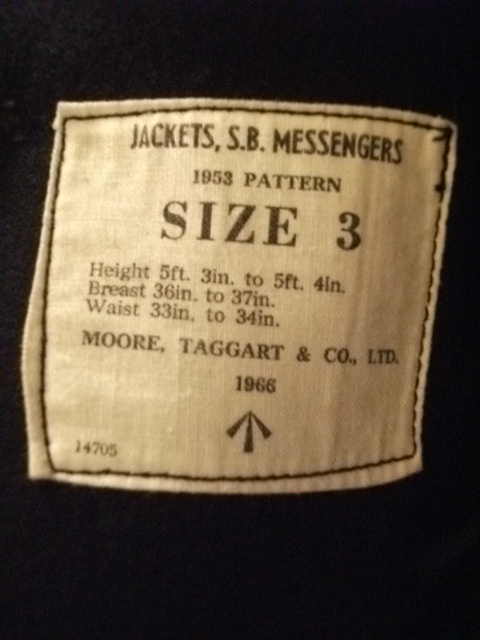 JACKETS, S.B. MESSENGERS
1953 PATTERN
SIZE 3
Height 5ft. 3in. to 5ft. 4in.
Breast 36in. to 37in.
Waist 33in. to 34in.
MOORE, TAGGART & CO., LTD.
1966
14705